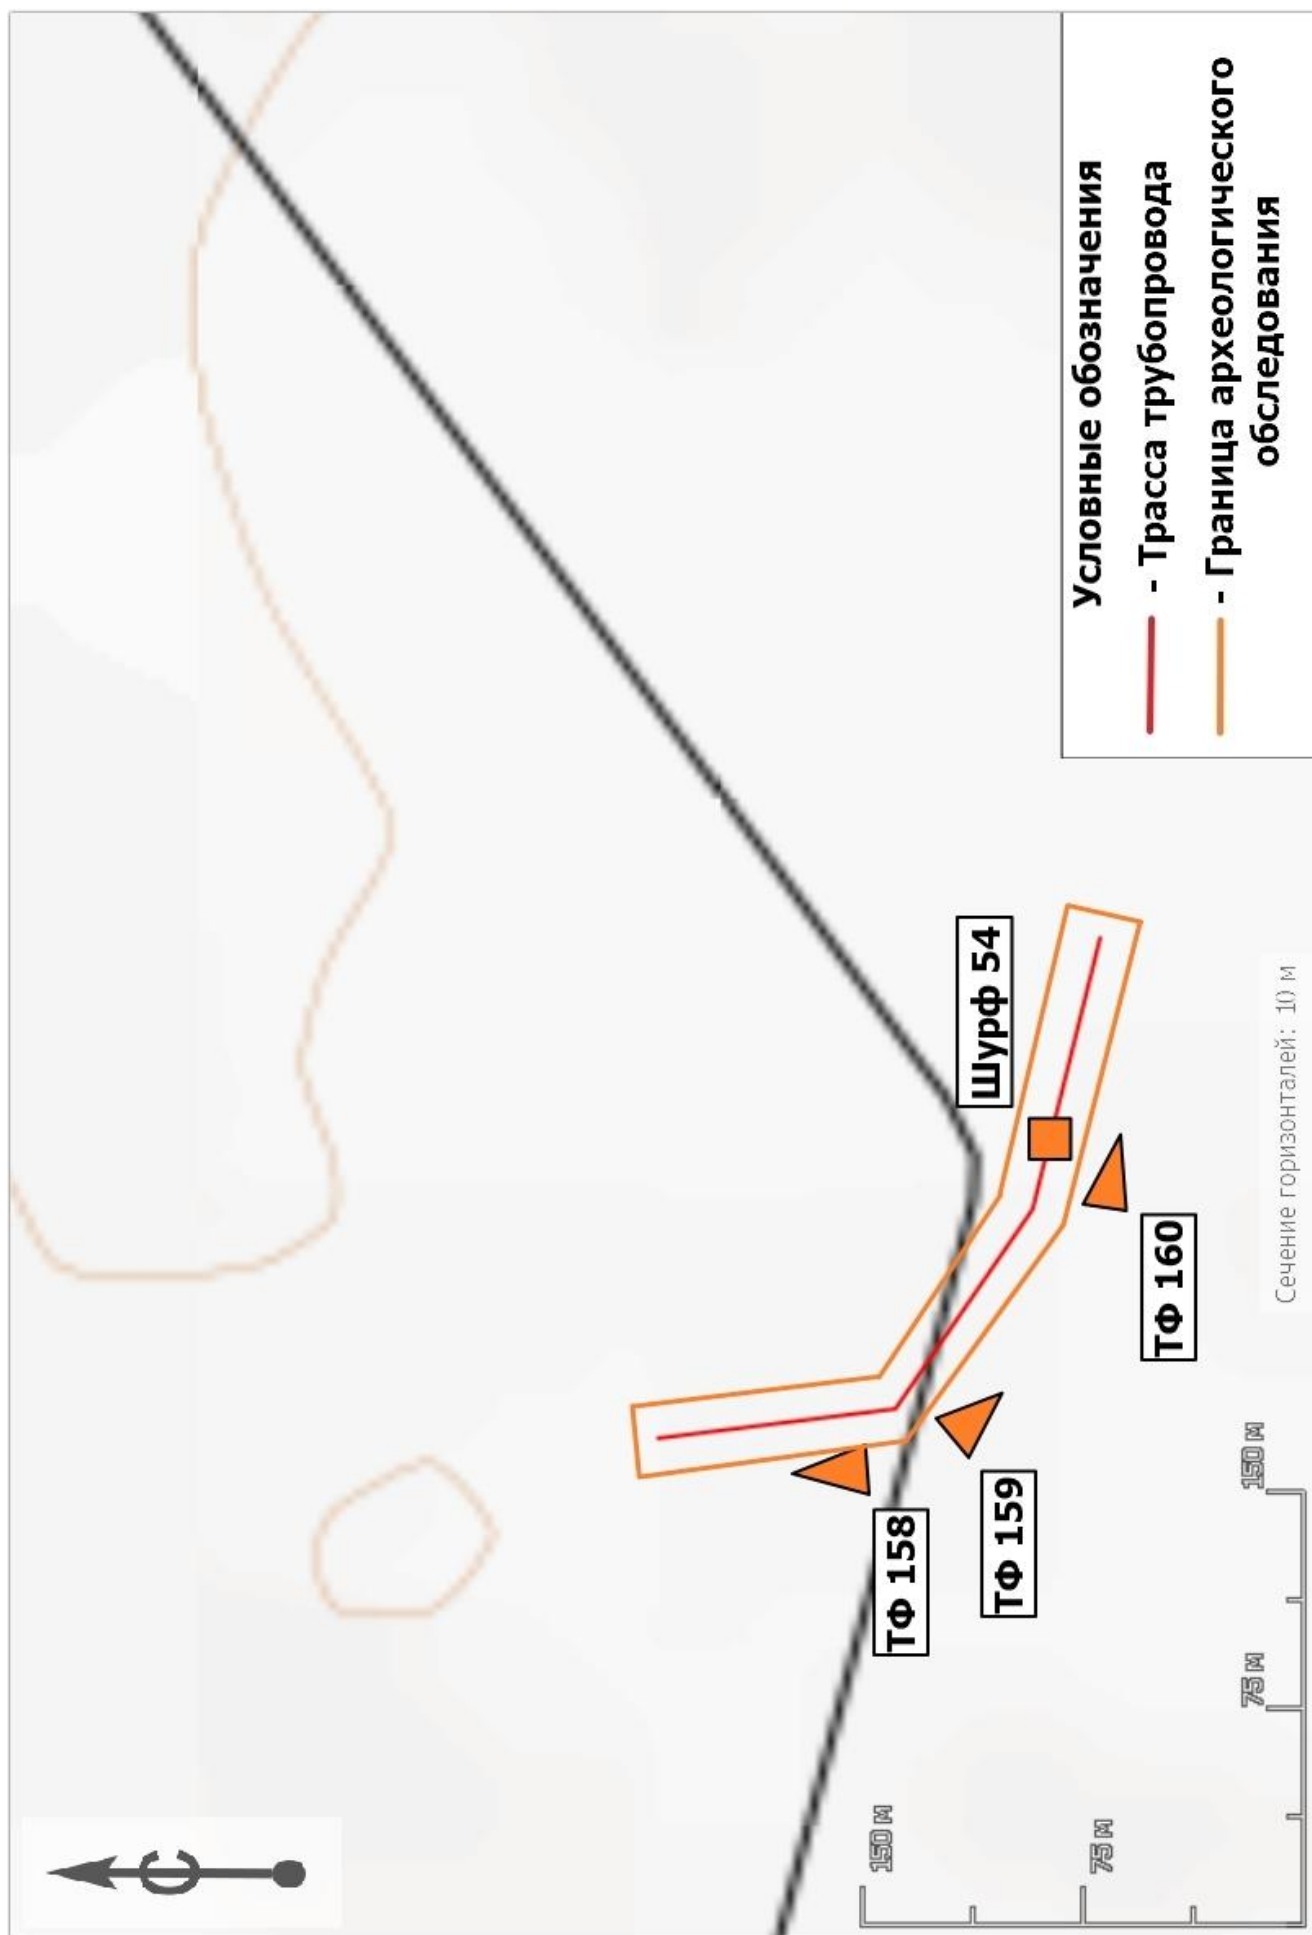 С
Шурф 54
ТФ 158
ТФ 159
ТФ 160
150 м
75 м
75 м
150 м
Сечение горизонталей: 10 м
Условные обозначения
- Трасса трубопровода
- Граница археологического
обследования